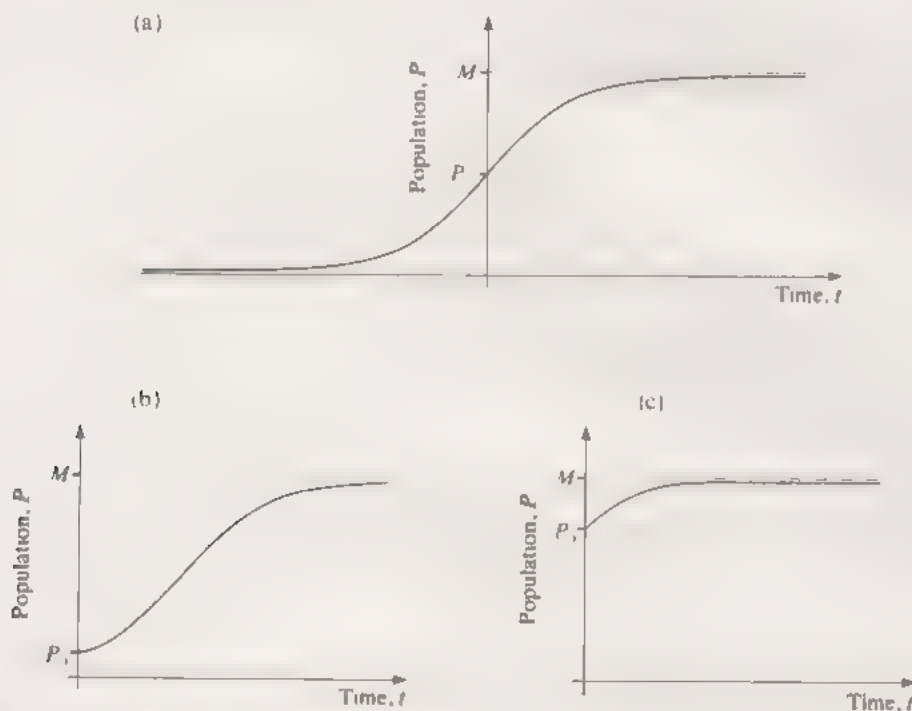 (a)
Population, P
M
P
Time, t
(b)
Population, P
M
P
Time, t
(c)
Population, P
M
P
Time, t